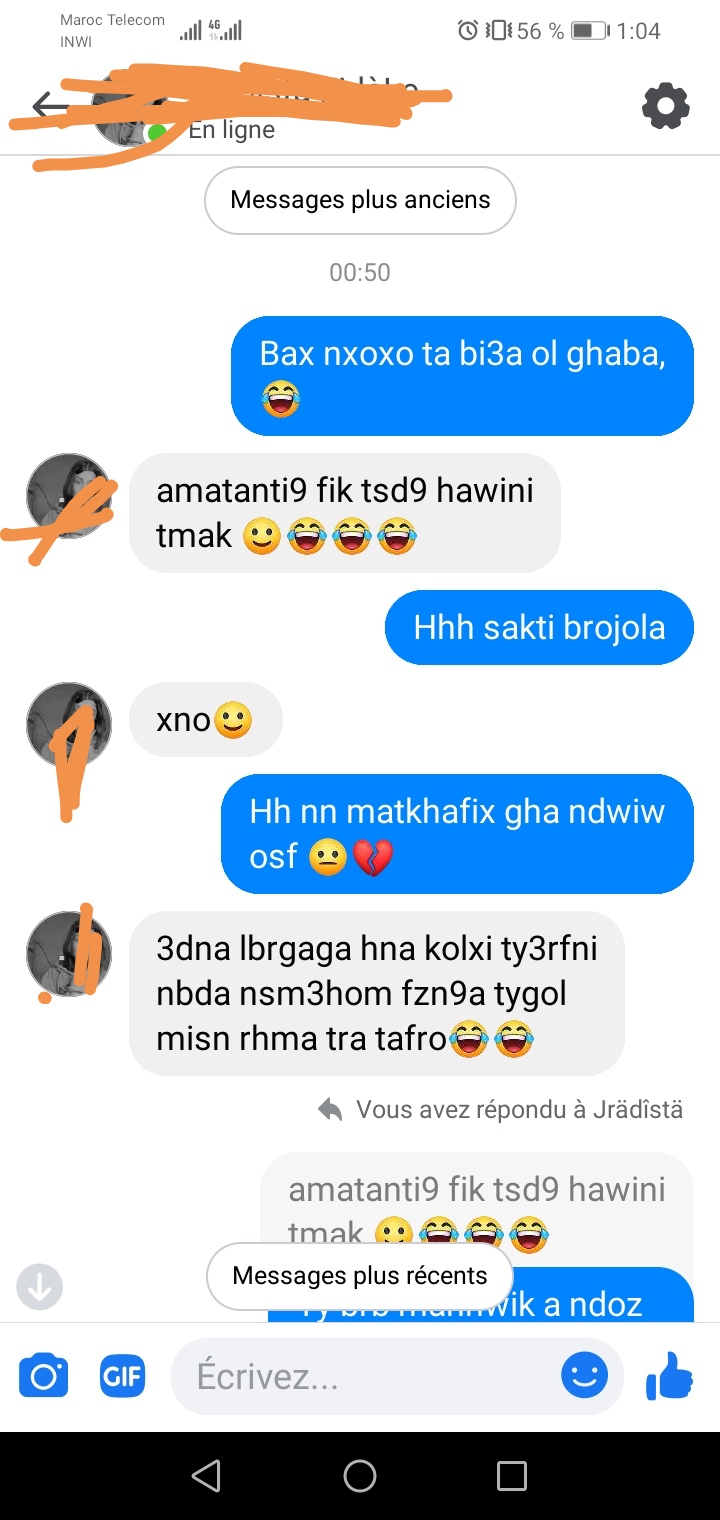 Maroc Telecom
INWI
4G
56 %
1:04
En ligne
Messages plus anciens
00:50
Bax nxoxo ta bi3a ol ghaba,
😂
amatanti9 fik tsd9 hawini
tmak 🙂😂😂😂
Hhh sakti brojola
xno🙂
Hh nn matkhafix gha ndwiw
osf 😐💔
3dna lbrgaga hna kolxi ty3rfni
nbda nsm3hom fzn9a tygol
misn rhma tra tafro😂😂
Vous avez répondu à Jrädîstä
amatanti9 fik tsd9 hawini
tmak 🙂😂😂😂
Messages plus récents
a ndoz
GIF
Écrivez...